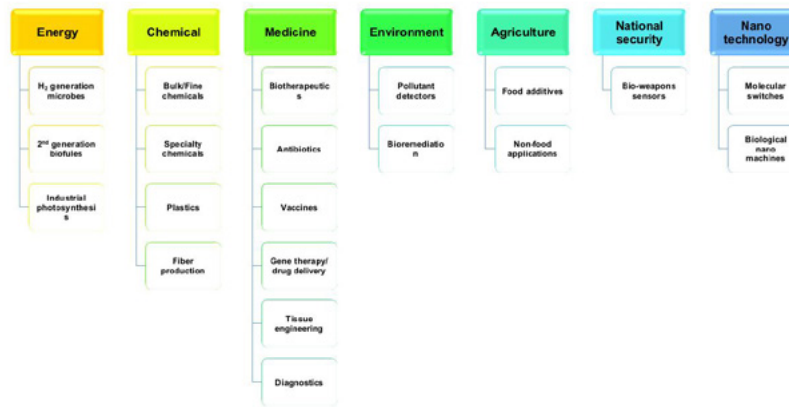 Energy
H₂ generation
microbes
2ⁿᵈ generation
biofules
Industrial
photosynthesi
s
Chemical
Bulk/Fine
chemicals
Specialty
chemicals
Plastics
Fiber
production
Medicine
Biotherapeutic
s
Antibiotics
Vaccines
Gene therapy/
drug delivery
Tissue
engineering
Diagnostics
Environment
Pollutant
detectors
Bioremediatio
n
Agriculture
Food additives
Non-food
applications
National
security
Bio-weapons
sensors
Nano
technology
Molecular
switches
Biological
nano
machines